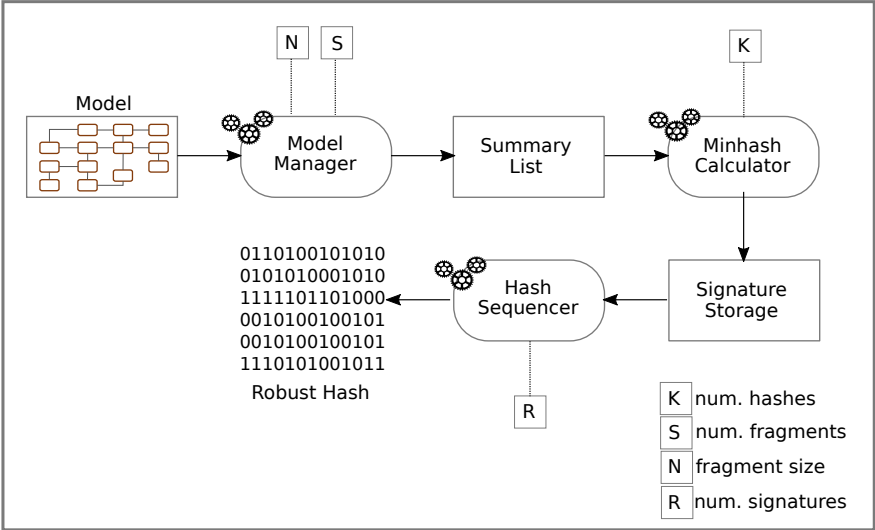 N
S
K
Model
Model
Manager
Summary
List
Minhash
Calculator
0110100101010
0101010001010
1111101101000
0010100100101
0010100100101
1110101001011
Robust Hash
Hash
Sequencer
Signature
Storage
R
K num. hashes
S num. fragments
N fragment size
R num. signatures